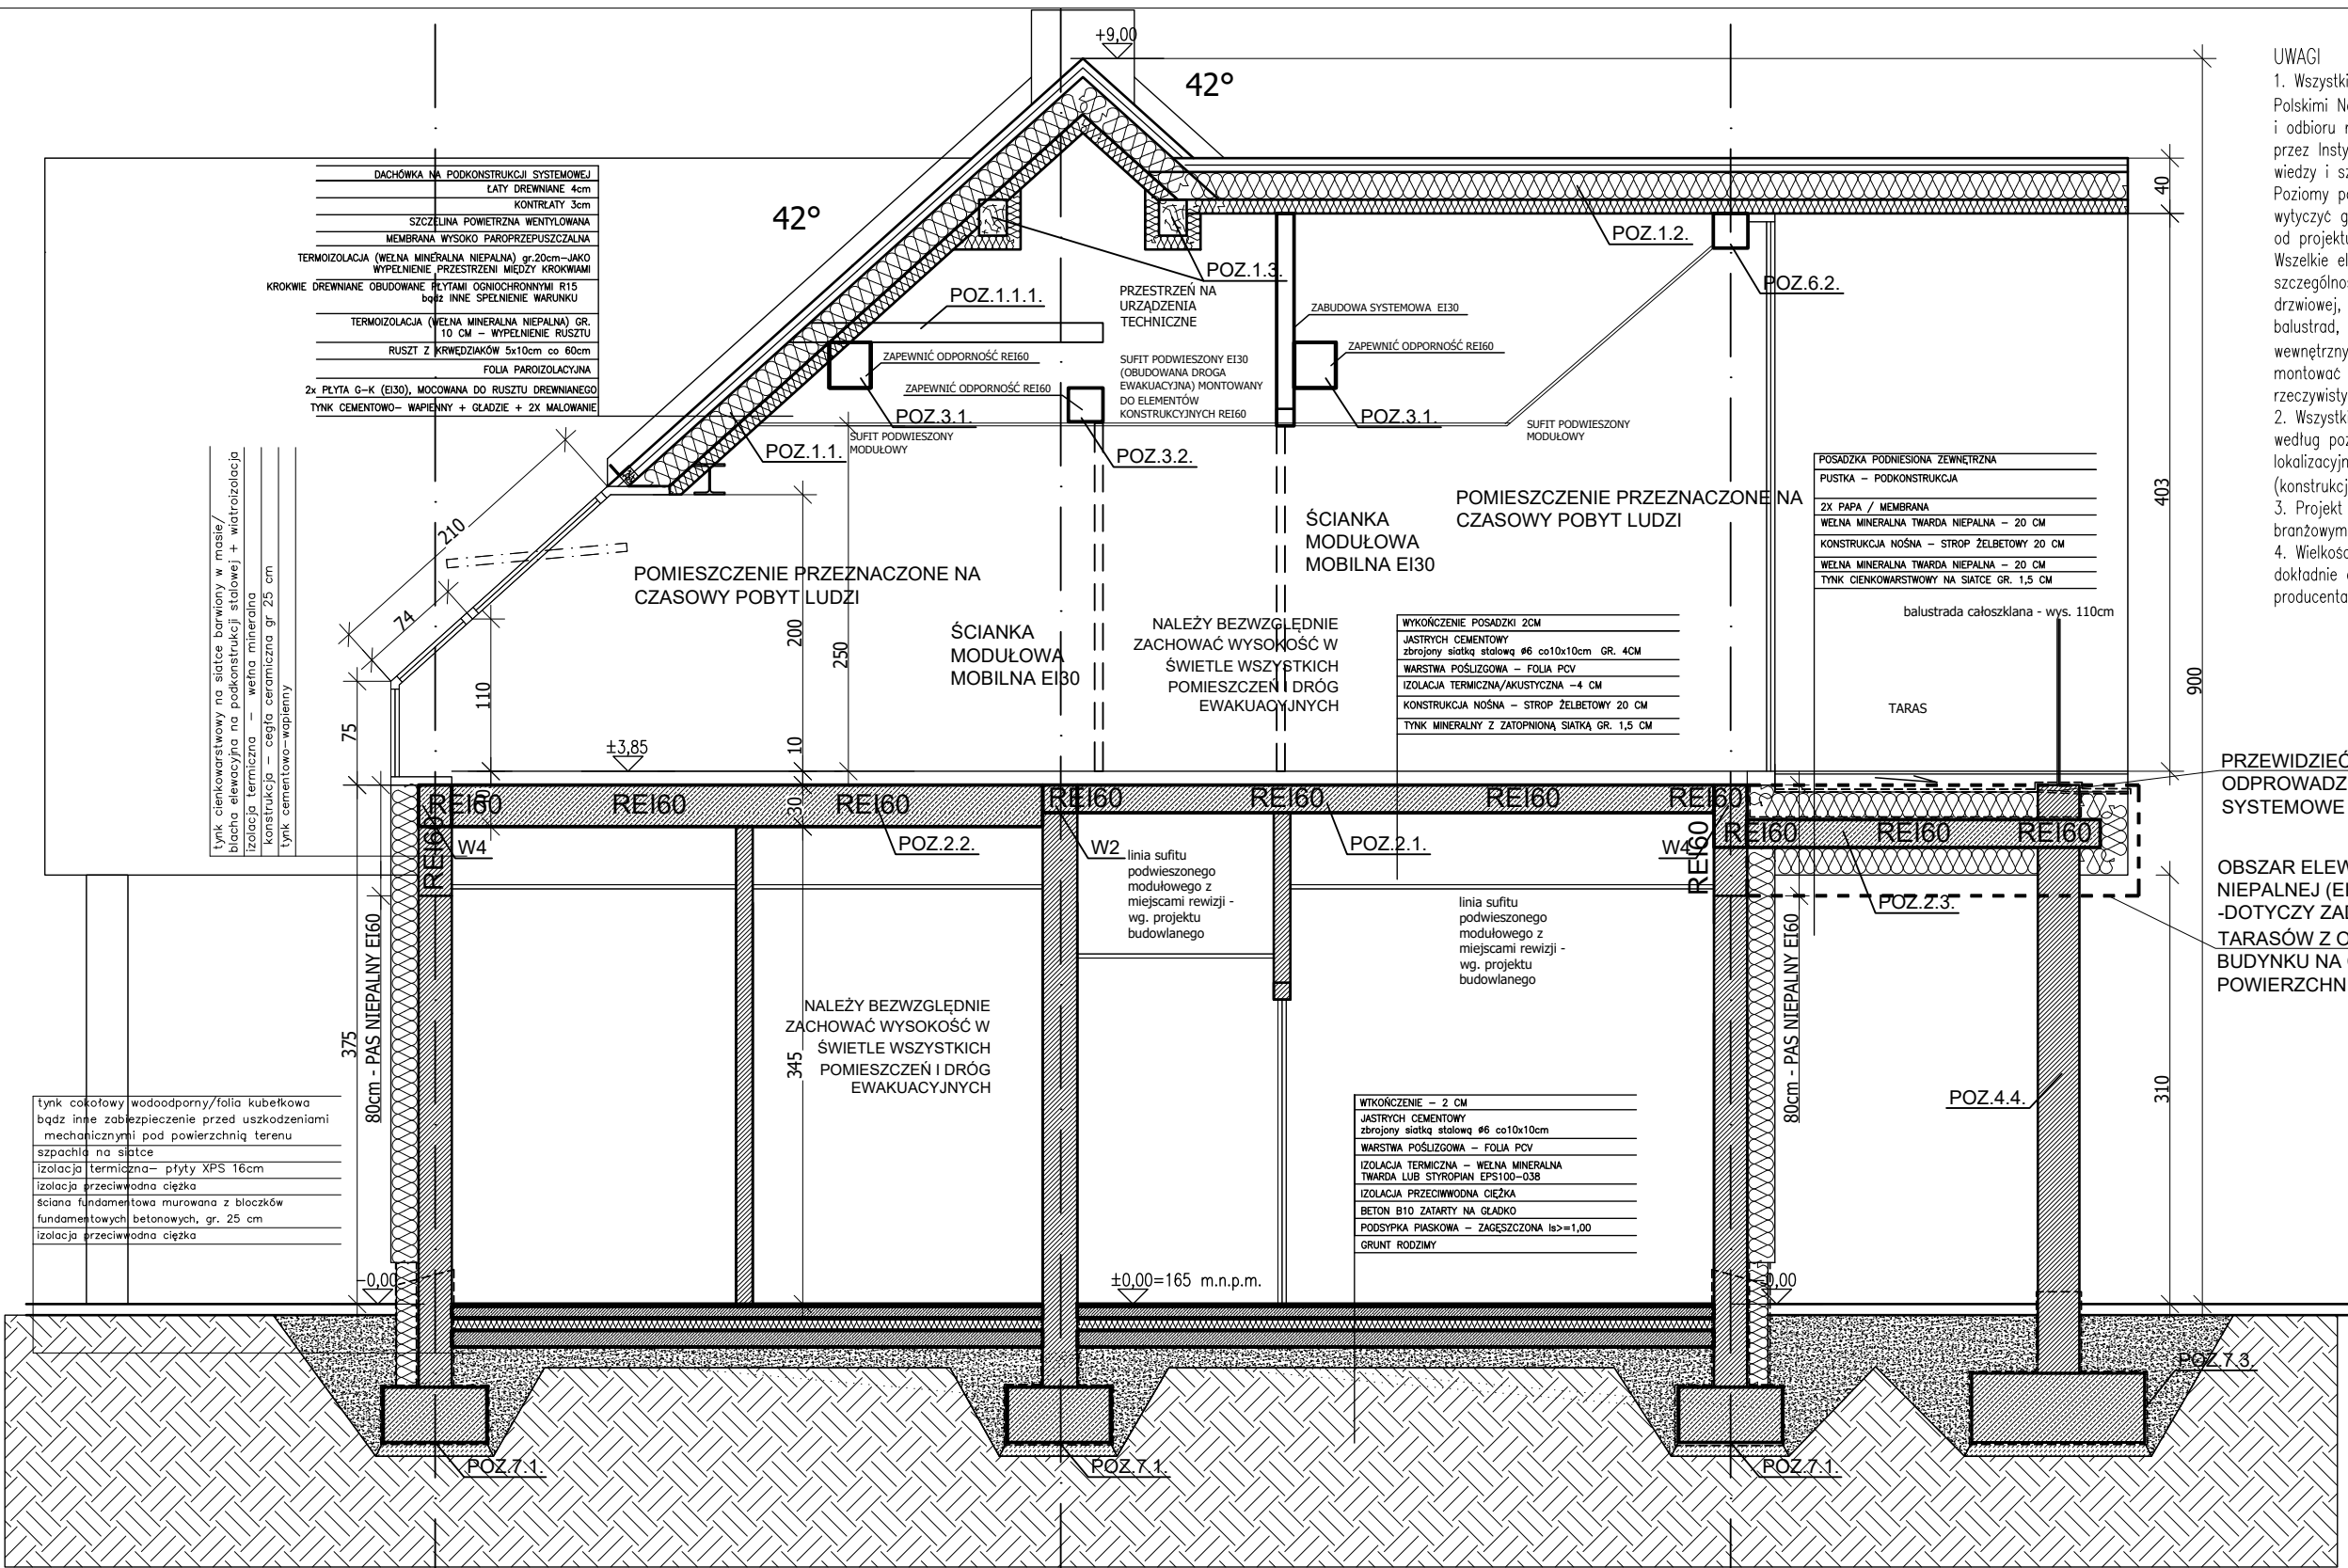 +9,00
42°
42°
DACHÓWKA NA PODKONSTRUKCJI SYSTEMOWEJ
ŁATY DREWNIANE 4cm
KONTRŁATY 3cm
SZCZELINA POWIETRZNA WENTYLOWANA
MEMBRANA WYSOKO PAROPRZEPUSZCZALNA
TERMOIZOLACJA (WEŁNA MINERALNA NIEPALNA) gr.20cm–JAKO
WYPEŁNIENIE PRZESTRZENI MIĘDZY KROKWIAMI
KROKWIE DREWNIANE OBUDOWANE PŁYTAMI OGNIOCHRONNYMI R15
bądź INNE SPEŁNIENIE WARUNKU
TERMOIZOLACJA (WEŁNA MINERALNA NIEPALNA) GR.
10 CM – WYPEŁNIENIE RUSZTU
RUSZT Z KRWĘDZIAKÓW 5x10cm co 60cm
FOLIA PAROIZOLACYJNA
2x PŁYTA G–K (EI30), MOCOWANA DO RUSZTU DREWNIANEGO
TYNK CEMENTOWO– WAPIENNY + GŁADZIE + 2X MALOWANIE
POZ.1.1.1.
POZ.1.3.
POZ.1.2.
POZ.6.2.
PRZESTRZEŃ NA
URZĄDZENIA
TECHNICZNE
ZABUDOWA SYSTEMOWA EI30
ZAPEWNIĆ ODPORNOŚĆ REI60
ZAPEWNIĆ ODPORNOŚĆ REI60
ZAPEWNIĆ ODPORNOŚĆ REI60
SUFIT PODWIESZONY EI30
(OBUDOWANA DROGA
EWAKUACYJNA) MONTOWANY
DO ELEMENTÓW
KONSTRUKCYJNYCH REI60
POZ.3.1.
POZ.3.1.
POZ.3.2.
POZ.1.1.
SUFIT PODWIESZONY
MODUŁOWY
SUFIT PODWIESZONY
MODUŁOWY
40
403
900
310
UWAGI
1. Wszystki
Polskimi
i odbioru
przez
wiedzy i
Poziomy
wytyczyć
od projektu
Wszelkie
szczególnoś
drzwiowej,
balustrad,
wewnętrzny
montować
rzeczywisty
2. Wszystki
według
lokalizacyjn
(konstrukcj
3. Projekt
branżowym
4. Wielkoś
dokładnie
producenta
tynk cienkowarstwowy na siatce barwiony w masie/
blacha elewacyjna na podkonstrukcji stalowej + wiatroizolacja
izolacja termiczna – wełna mineralna
konstrukcja – cegła ceramiczna gr 25 cm
tynk cementowo–wapienny
210
74
75
110
10
200
250
30
30
±3,85
POMIESZCZENIE PRZEZNACZONE NA
CZASOWY POBYT LUDZI
ŚCIANKA
MODUŁOWA
MOBILNA EI30
ŚCIANKA
MODUŁOWA
MOBILNA EI30
POMIESZCZENIE PRZEZNACZONE NA
CZASOWY POBYT LUDZI
NALEŻY BEZWZGLĘDNIE
ZACHOWAĆ WYSOKOŚĆ W
ŚWIETLE WSZYSTKICH
POMIESZCZEŃ I DRÓG
EWAKUACYJNYCH
WYKOŃCZENIE POSADZKI 2CM
JASTRYCH CEMENTOWY
zbrojony siatką stalową ø6 co10x10cm GR. 4CM
WARSTWA POŚLIZGOWA – FOLIA PCV
IZOLACJA TERMICZNA/AKUSTYCZNA –4 CM
KONSTRUKCJA NOŚNA – STROP ŻELBETOWY 20 CM
TYNK MINERALNY Z ZATOPNIONĄ SIATKĄ GR. 1,5 CM
POSADZKA PODNIESIONA ZEWNĘTRZNA
PUSTKA – PODKONSTRUKCJA
2X PAPA / MEMBRANA
WEŁNA MINERALNA TWARDA NIEPALNA – 20 CM
KONSTRUKCJA NOŚNA – STROP ŻELBETOWY 20 CM
WEŁNA MINERALNA TWARDA NIEPALNA – 20 CM
TYNK CIENKOWARSTWOWY NA SIATCE GR. 1,5 CM
balustrada całoszklana - wys. 110cm
TARAS
PRZEWIDZIEĆ
ODPROWADZ
SYSTEMOWE
OBSZAR ELEW
NIEPALNEJ
-DOTYCZY
TARASÓW Z
BUDYNKU NA
POWIERZCHN
REI60
REI60
REI60
REI60
REI60
REI60
REI60
REI60
REI60
REI60
REI60
REI60
W4
W2
W4
POZ.2.2.
POZ.2.1.
POZ.2.3.
linia sufitu
podwieszonego
modułowego z
miejscami rewizji -
wg. projektu
budowlanego
linia sufitu
podwieszonego
modułowego z
miejscami rewizji -
wg. projektu
budowlanego
375
80cm - PAS NIEPALNY EI60
345
NALEŻY BEZWZGLĘDNIE
ZACHOWAĆ WYSOKOŚĆ W
ŚWIETLE WSZYSTKICH
POMIESZCZEŃ I DRÓG
EWAKUACYJNYCH
80cm - PAS NIEPALNY EI60
POZ.4.4.
tynk cokołowy wodoodporny/folia kubełkowa
bądz inne zabiezpieczenie przed uszkodzeniami
mechanicznymi pod powierzchnią terenu
szpachla na siatce
izolacja termiczna– płyty XPS 16cm
izolacja przeciwwodna ciężka
ściana fundamentowa murowana z bloczków
fundamentowych betonowych, gr. 25 cm
izolacja przeciwwodna ciężka
WTKOŃCZENIE – 2 CM
JASTRYCH CEMENTOWY
zbrojony siatką stalową ø6 co10x10cm
WARSTWA POŚLIZGOWA – FOLIA PCV
IZOLACJA TERMICZNA – WEŁNA MINERALNA
TWARDA LUB STYROPIAN EPS100–038
IZOLACJA PRZECIWWODNA CIĘŻKA
BETON B10 ZATARTY NA GŁADKO
PODSYPKA PIASKOWA – ZAGĘSZCZONA Is>=1,00
GRUNT RODZIMY
-0,00
±0,00=165 m.n.p.m.
-0,00
POZ.7.1.
POZ.7.1.
POZ.7.1.
POZ.7.3.